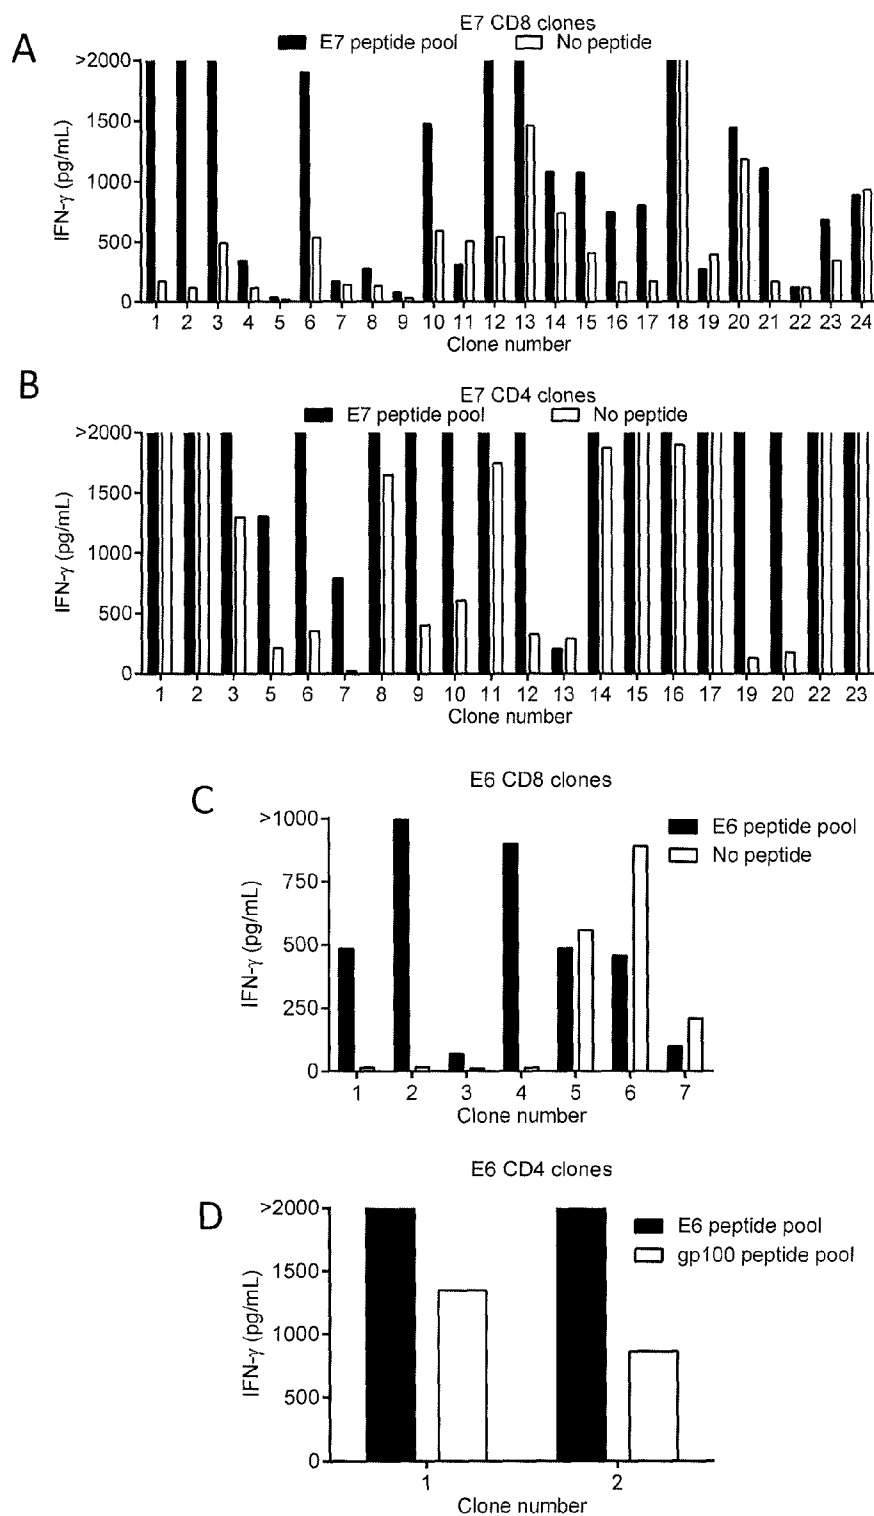 A
E7 CD8 clones
E7 peptide pool No peptide
>2000
1500
1000
500
0
IFN-γ (pg/mL)
1 2 3 4 5 6 7 8 9 10 11 12 13 14 15 16 17 18 19 20 21 22 23 24
Clone number
B
E7 CD4 clones
E7 peptide pool No peptide
>2000
1500
1000
500
0
IFN-γ (pg/mL)
1 2 3 5 6 7 8 9 10 11 12 13 14 15 16 17 19 20 22 23
Clone number
C
E6 CD8 clones
E6 peptide pool
No peptide
>1000
750
500
250
0
IFN-γ (pg/mL)
1 2 3 4 5 6 7
Clone number
D
E6 CD4 clones
E6 peptide pool
gp100 peptide pool
>2000
1500
1000
500
0
IFN-γ (pg/mL)
1 2
Clone number